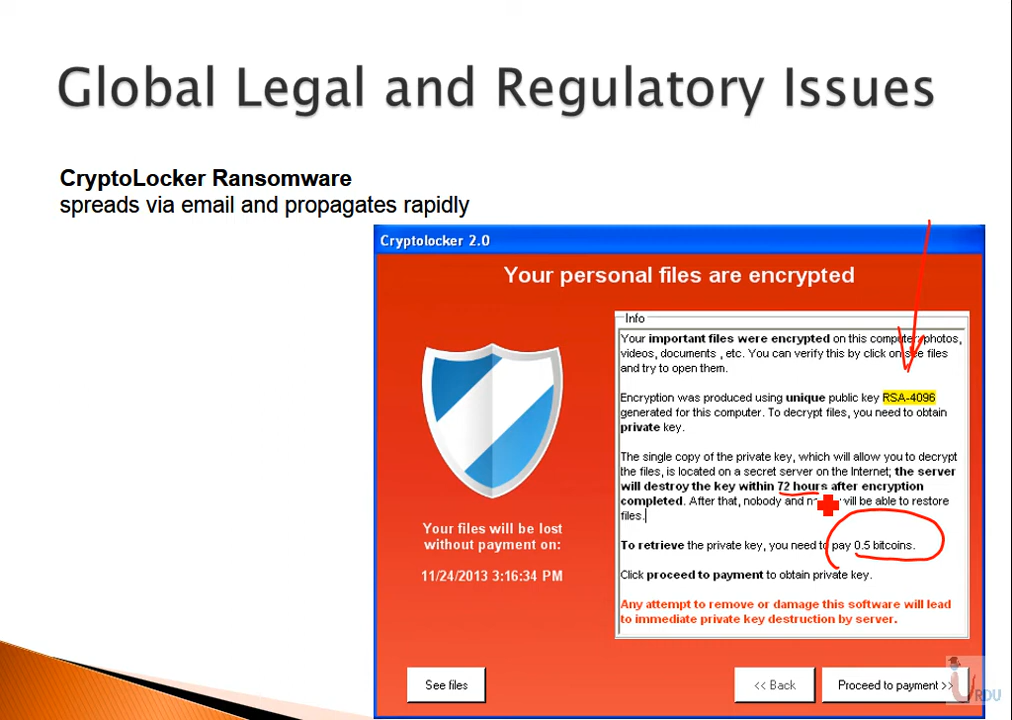 Global Legal and Regulatory Issues
CryptoLocker Ransomware
spreads via email and propagates rapidly
Cryptolocker 2.0
Your personal files are encrypted
Info
Your important files were encrypted on this computer: photos,
videos, documents , etc. You can verify this by click on see files
and try to open them.
Encryption was produced using unique public key RSA-4096
generated for this computer. To decrypt files, you need to obtain
private key.
The single copy of the private key, which will allow you to decrypt
the files, is located on a secret server on the Internet; the server
will destroy the key within 72 hours after encryption
completed. After that, nobody and will be able to restore
files.
To retrieve the private key, you need to pay 0.5 bitcoins.
Click proceed to payment to obtain private key.
Any attempt to remove or damage this software will lead
to immediate private key destruction by server.
Your files will be lost
without payment on:
11/24/2013 3:16:34 PM
See files
<< Back
Proceed to payment >>
URDU